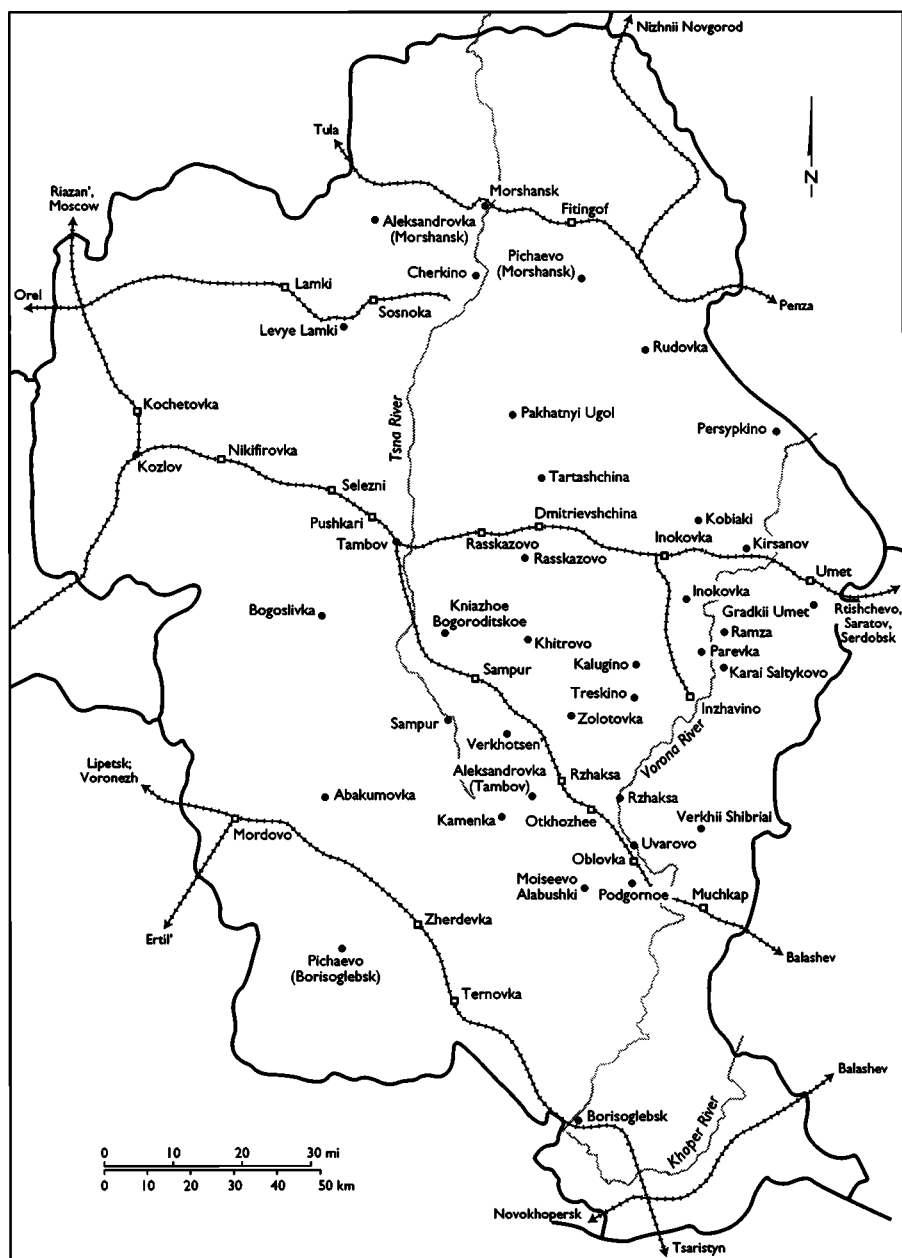 Nizhnii Novgorod
Tula
N
Riazan',
Moscow
Morshansk
Fitingof
Aleksandrovka
(Morshansk)
Pichaevo
(Morshansk)
Cherkino
Orel
Lamki
Sosnoka
Penza
Levye Lamki
Rudovka
Kochetovka
Pakhatnyi Ugol
Persypkino
Tsna River
Kozlov
Nikifirovka
Selezni
Tartashchina
Pushkari
Dmitrievshchina
Kobiaki
Tambov
Rasskazovo
Inokovka
Kirsanov
Rasskazovo
Umet
Inokovka
Gradkii Umet
Rtishchevo,
Saratov,
Serdobsk
Bogoslivka
Kniazhoe
Bogoroditskoe
Khitrovo
Ramza
Parevka
Kalugino
Karai Saltykovo
Sampur
Treskino
Inzhavino
Zolotovka
Sampur
Verkhotsen
Vorona River
Lipetsk;
Voronezh
Aleksandrovka
(Tambov)
Rzhaksa
Abakumovka
Rzhaksa
Kamenka
Otkhozhee
Verkhii Shibriai
Mordovo
Uvarovo
Oblovka
Moiseevo
Alabushki
Podgornoe
Muchkap
Zherdevka
Ertil'
Balashev
Pichaevo
(Borisoglebsk)
Ternovka
Balashev
Borisoglebsk
Khoper River
0 10 20 30 mi
0 10 20 30 40 50 km
Novokhopersk
Tsaristyn